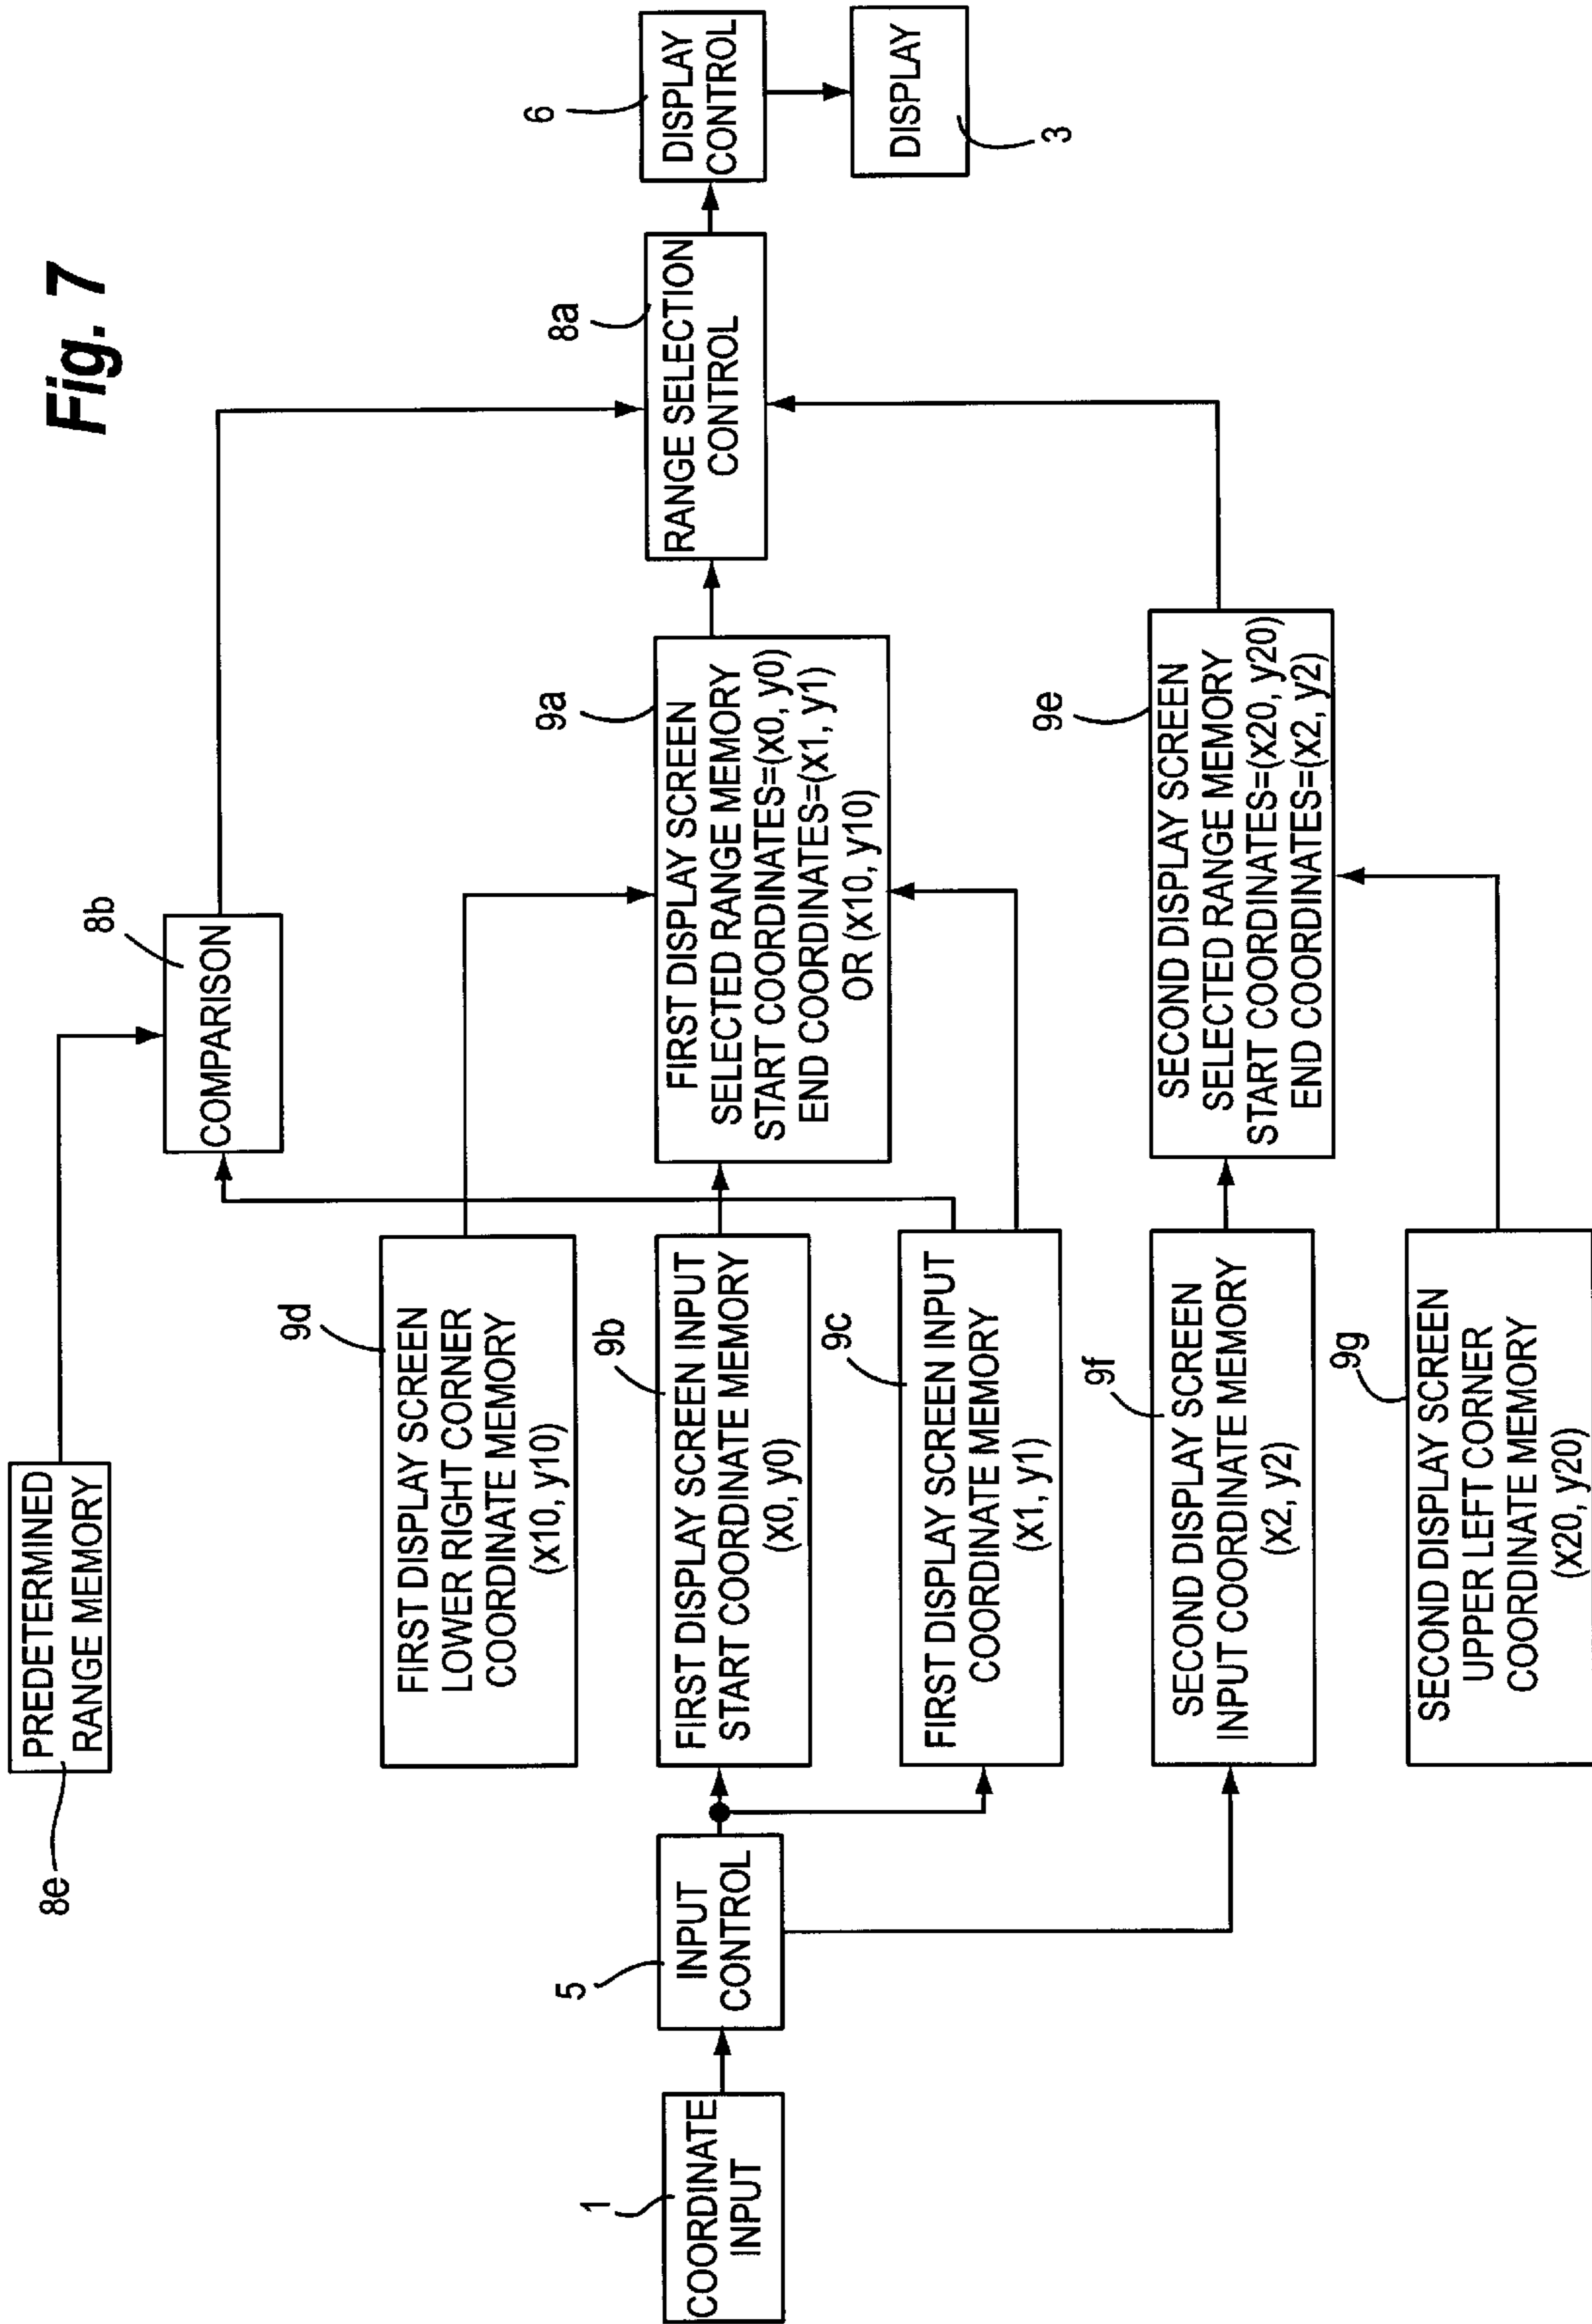 Fig. 7
8e
PREDETERMINED
RANGE MEMORY
8b
COMPARISON
9d
FIRST DISPLAY SCREEN
LOWER RIGHT CORNER
COORDINATE MEMORY
(x10, y10)
1
COORDINATE
INPUT
5
INPUT
CONTROL
9b
FIRST DISPLAY SCREEN INPUT
START COORDINATE MEMORY
(x0, y0)
9a
FIRST DISPLAY SCREEN
SELECTED RANGE MEMORY
START COORDINATES=(x0, y0)
END COORDINATES=(x1, y1)
OR (x10, y10)
8a
RANGE SELECTION
CONTROL
6
DISPLAY
CONTROL
DISPLAY
3
9c
FIRST DISPLAY SCREEN INPUT
COORDINATE MEMORY
(x1, y1)
9f
SECOND DISPLAY SCREEN
INPUT COORDINATE MEMORY
(x2, y2)
9e
SECOND DISPLAY SCREEN
SELECTED RANGE MEMORY
START COORDINATES=(x20, y20)
END COORDINATES=(x2, y2)
9g
SECOND DISPLAY SCREEN
UPPER LEFT CORNER
COORDINATE MEMORY
(x20, y20)